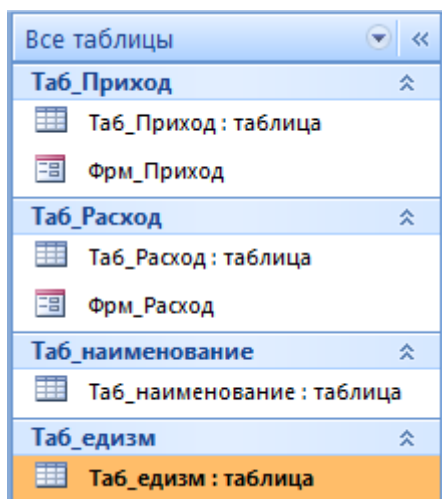 Все таблицы
Таб_Приход
Таб_Приход : таблица
Фрм_Приход
Таб_Расход
Таб_Расход : таблица
Фрм_Расход
Таб_наименование
Таб_наименование : таблица
Таб_едизм
Таб_едизм : таблица